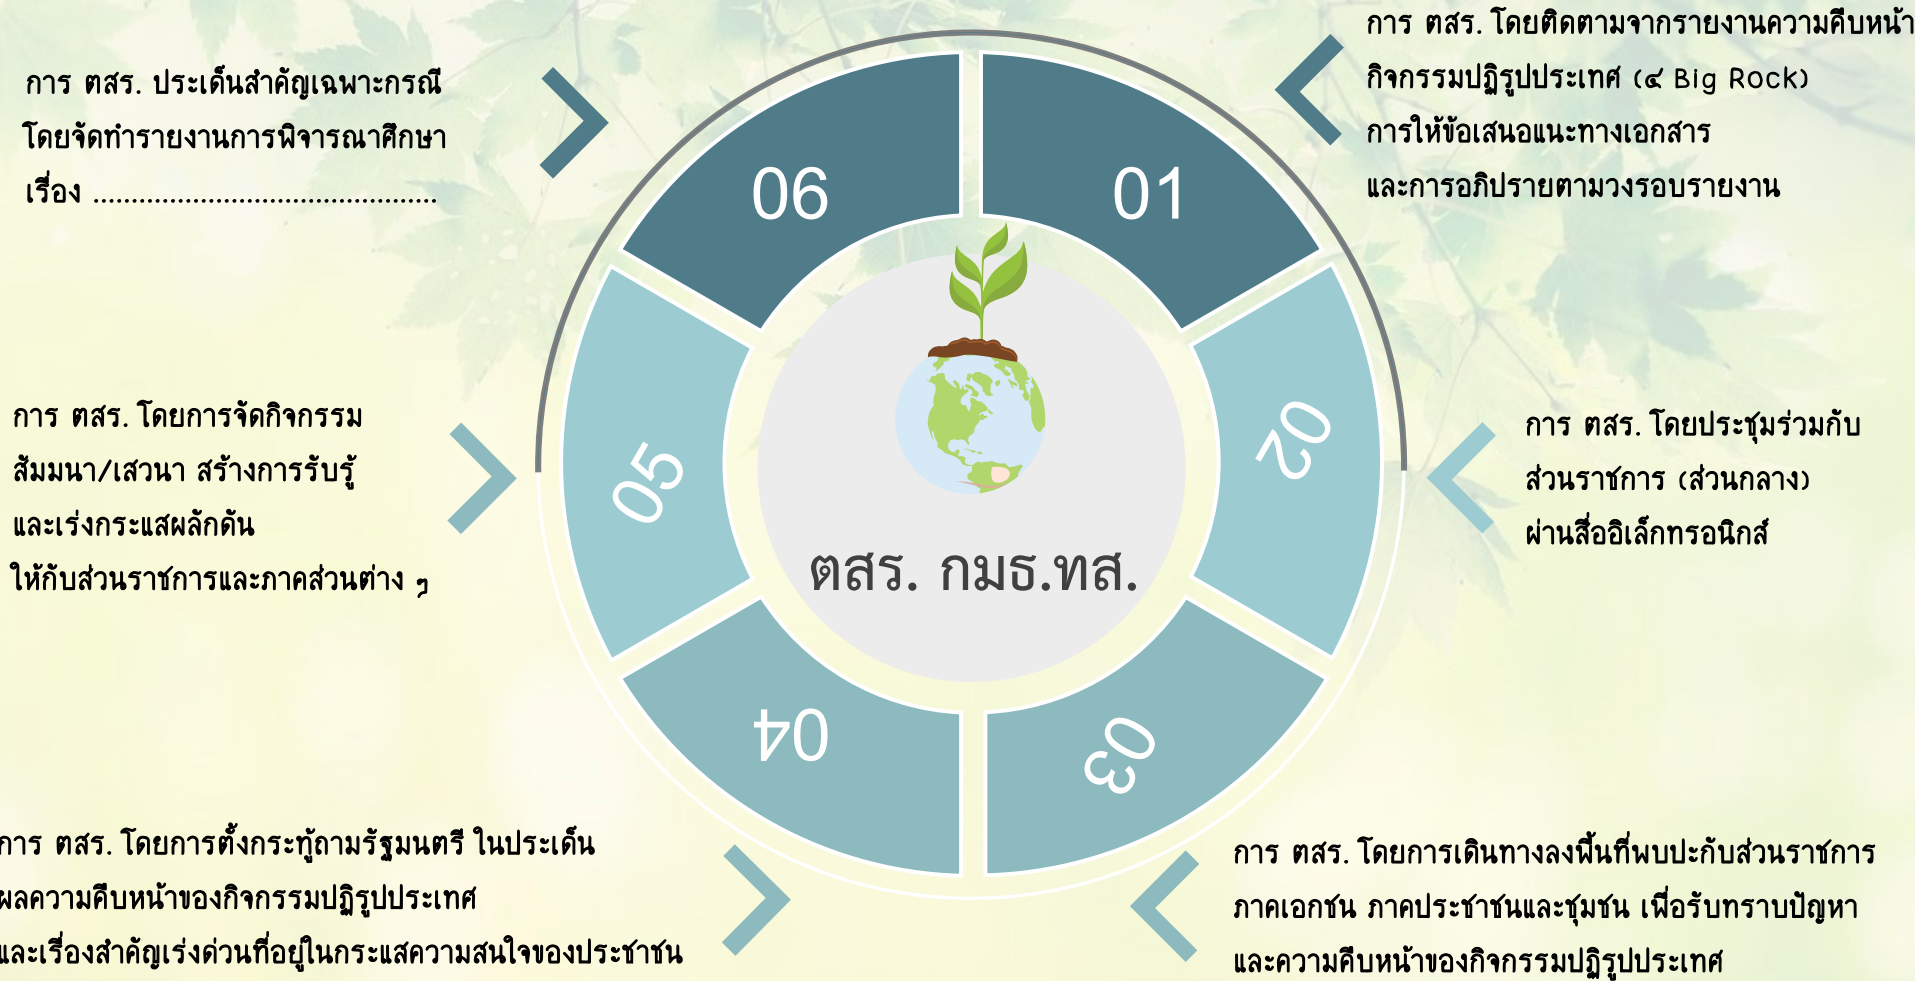 การ ตสร. โดยติดตามจากรายงานความคืบหน้า
กิจกรรมปฏิรูปประเทศ (๔ Big Rock)
การให้ข้อเสนอแนะทางเอกสาร
และการอภิปรายตามวงรอบรายงาน
การ ตสร. ประเด็นสำคัญเฉพาะกรณี
โดยจัดทำรายงานการพิจารณาศึกษา
เรื่อง .............................................
06
01
การ ตสร. โดยการจัดกิจกรรม
สัมมนา/เสวนา สร้างการรับรู้
และเร่งกระแสผลักดัน
ให้กับส่วนราชการและภาคส่วนต่าง ๆ
05
02
การ ตสร. โดยประชุมร่วมกับ
ส่วนราชการ (ส่วนกลาง)
ผ่านสื่ออิเล็กทรอนิกส์
ตสร. กมธ.ทส.
04
03
การ ตสร. โดยการตั้งกระทู้ถามรัฐมนตรี ในประเด็น
ผลความคืบหน้าของกิจกรรมปฏิรูปประเทศ
และเรื่องสำคัญเร่งด่วนที่อยู่ในกระแสความสนใจของประชาชน
การ ตสร. โดยการเดินทางลงพื้นที่พบปะกับส่วนราชการ
ภาคเอกชน ภาคประชาชนและชุมชน เพื่อรับทราบปัญหา
และความคืบหน้าของกิจกรรมปฏิรูปประเทศ